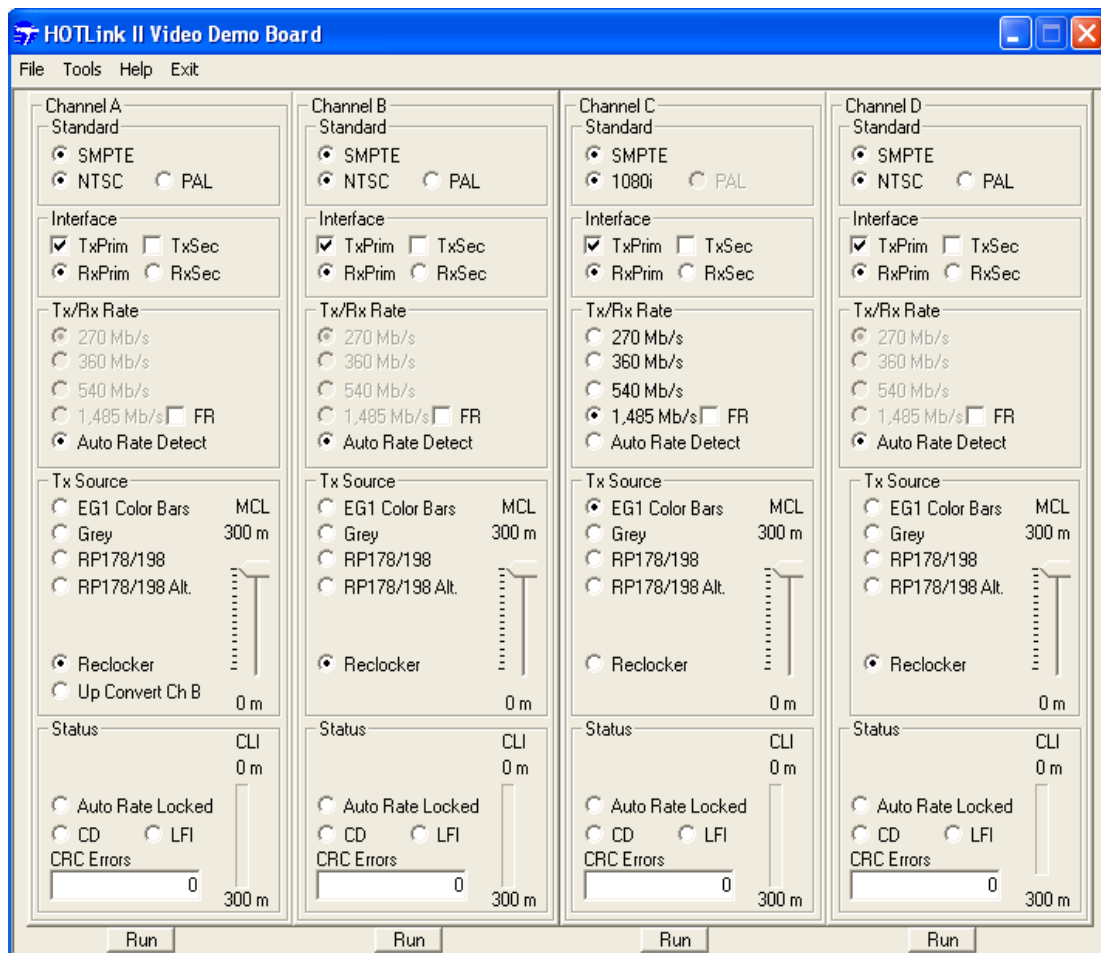 HOTLink II Video Demo Board
File Tools Help Exit
Channel A
Standard
SMPTE
NTSC PAL
Interface
TxPrim TxSec
RxPrim RxSec
Tx/Rx Rate
270 Mb/s
360 Mb/s
540 Mb/s
1,485 Mb/s FR
Auto Rate Detect
Tx Source
EG1 Color Bars MCL
Grey 300 m
RP178/198
RP178/198 Alt.
Reclocker
Up Convert Ch B
0 m
Status
CLI
0 m
Auto Rate Locked
CD LFI
CRC Errors
0
300 m
Run
Channel B
Standard
SMPTE
NTSC PAL
Interface
TxPrim TxSec
RxPrim RxSec
Tx/Rx Rate
270 Mb/s
360 Mb/s
540 Mb/s
1,485 Mb/s FR
Auto Rate Detect
Tx Source
EG1 Color Bars MCL
Grey 300 m
RP178/198
RP178/198 Alt.
Reclocker
0 m
Status
CLI
0 m
Auto Rate Locked
CD LFI
CRC Errors
0
300 m
Run
Channel C
Standard
SMPTE
1080i PAL
Interface
TxPrim TxSec
RxPrim RxSec
Tx/Rx Rate
270 Mb/s
360 Mb/s
540 Mb/s
1,485 Mb/s FR
Auto Rate Detect
Tx Source
EG1 Color Bars MCL
Grey 300 m
RP178/198
RP178/198 Alt.
Reclocker
0 m
Status
CLI
0 m
Auto Rate Locked
CD LFI
CRC Errors
0
300 m
Run
Channel D
Standard
SMPTE
NTSC PAL
Interface
TxPrim TxSec
RxPrim RxSec
Tx/Rx Rate
270 Mb/s
360 Mb/s
540 Mb/s
1,485 Mb/s FR
Auto Rate Detect
Tx Source
EG1 Color Bars MCL
Grey 300 m
RP178/198
RP178/198 Alt.
Reclocker
0 m
Status
CLI
0 m
Auto Rate Locked
CD LFI
CRC Errors
0
300 m
Run